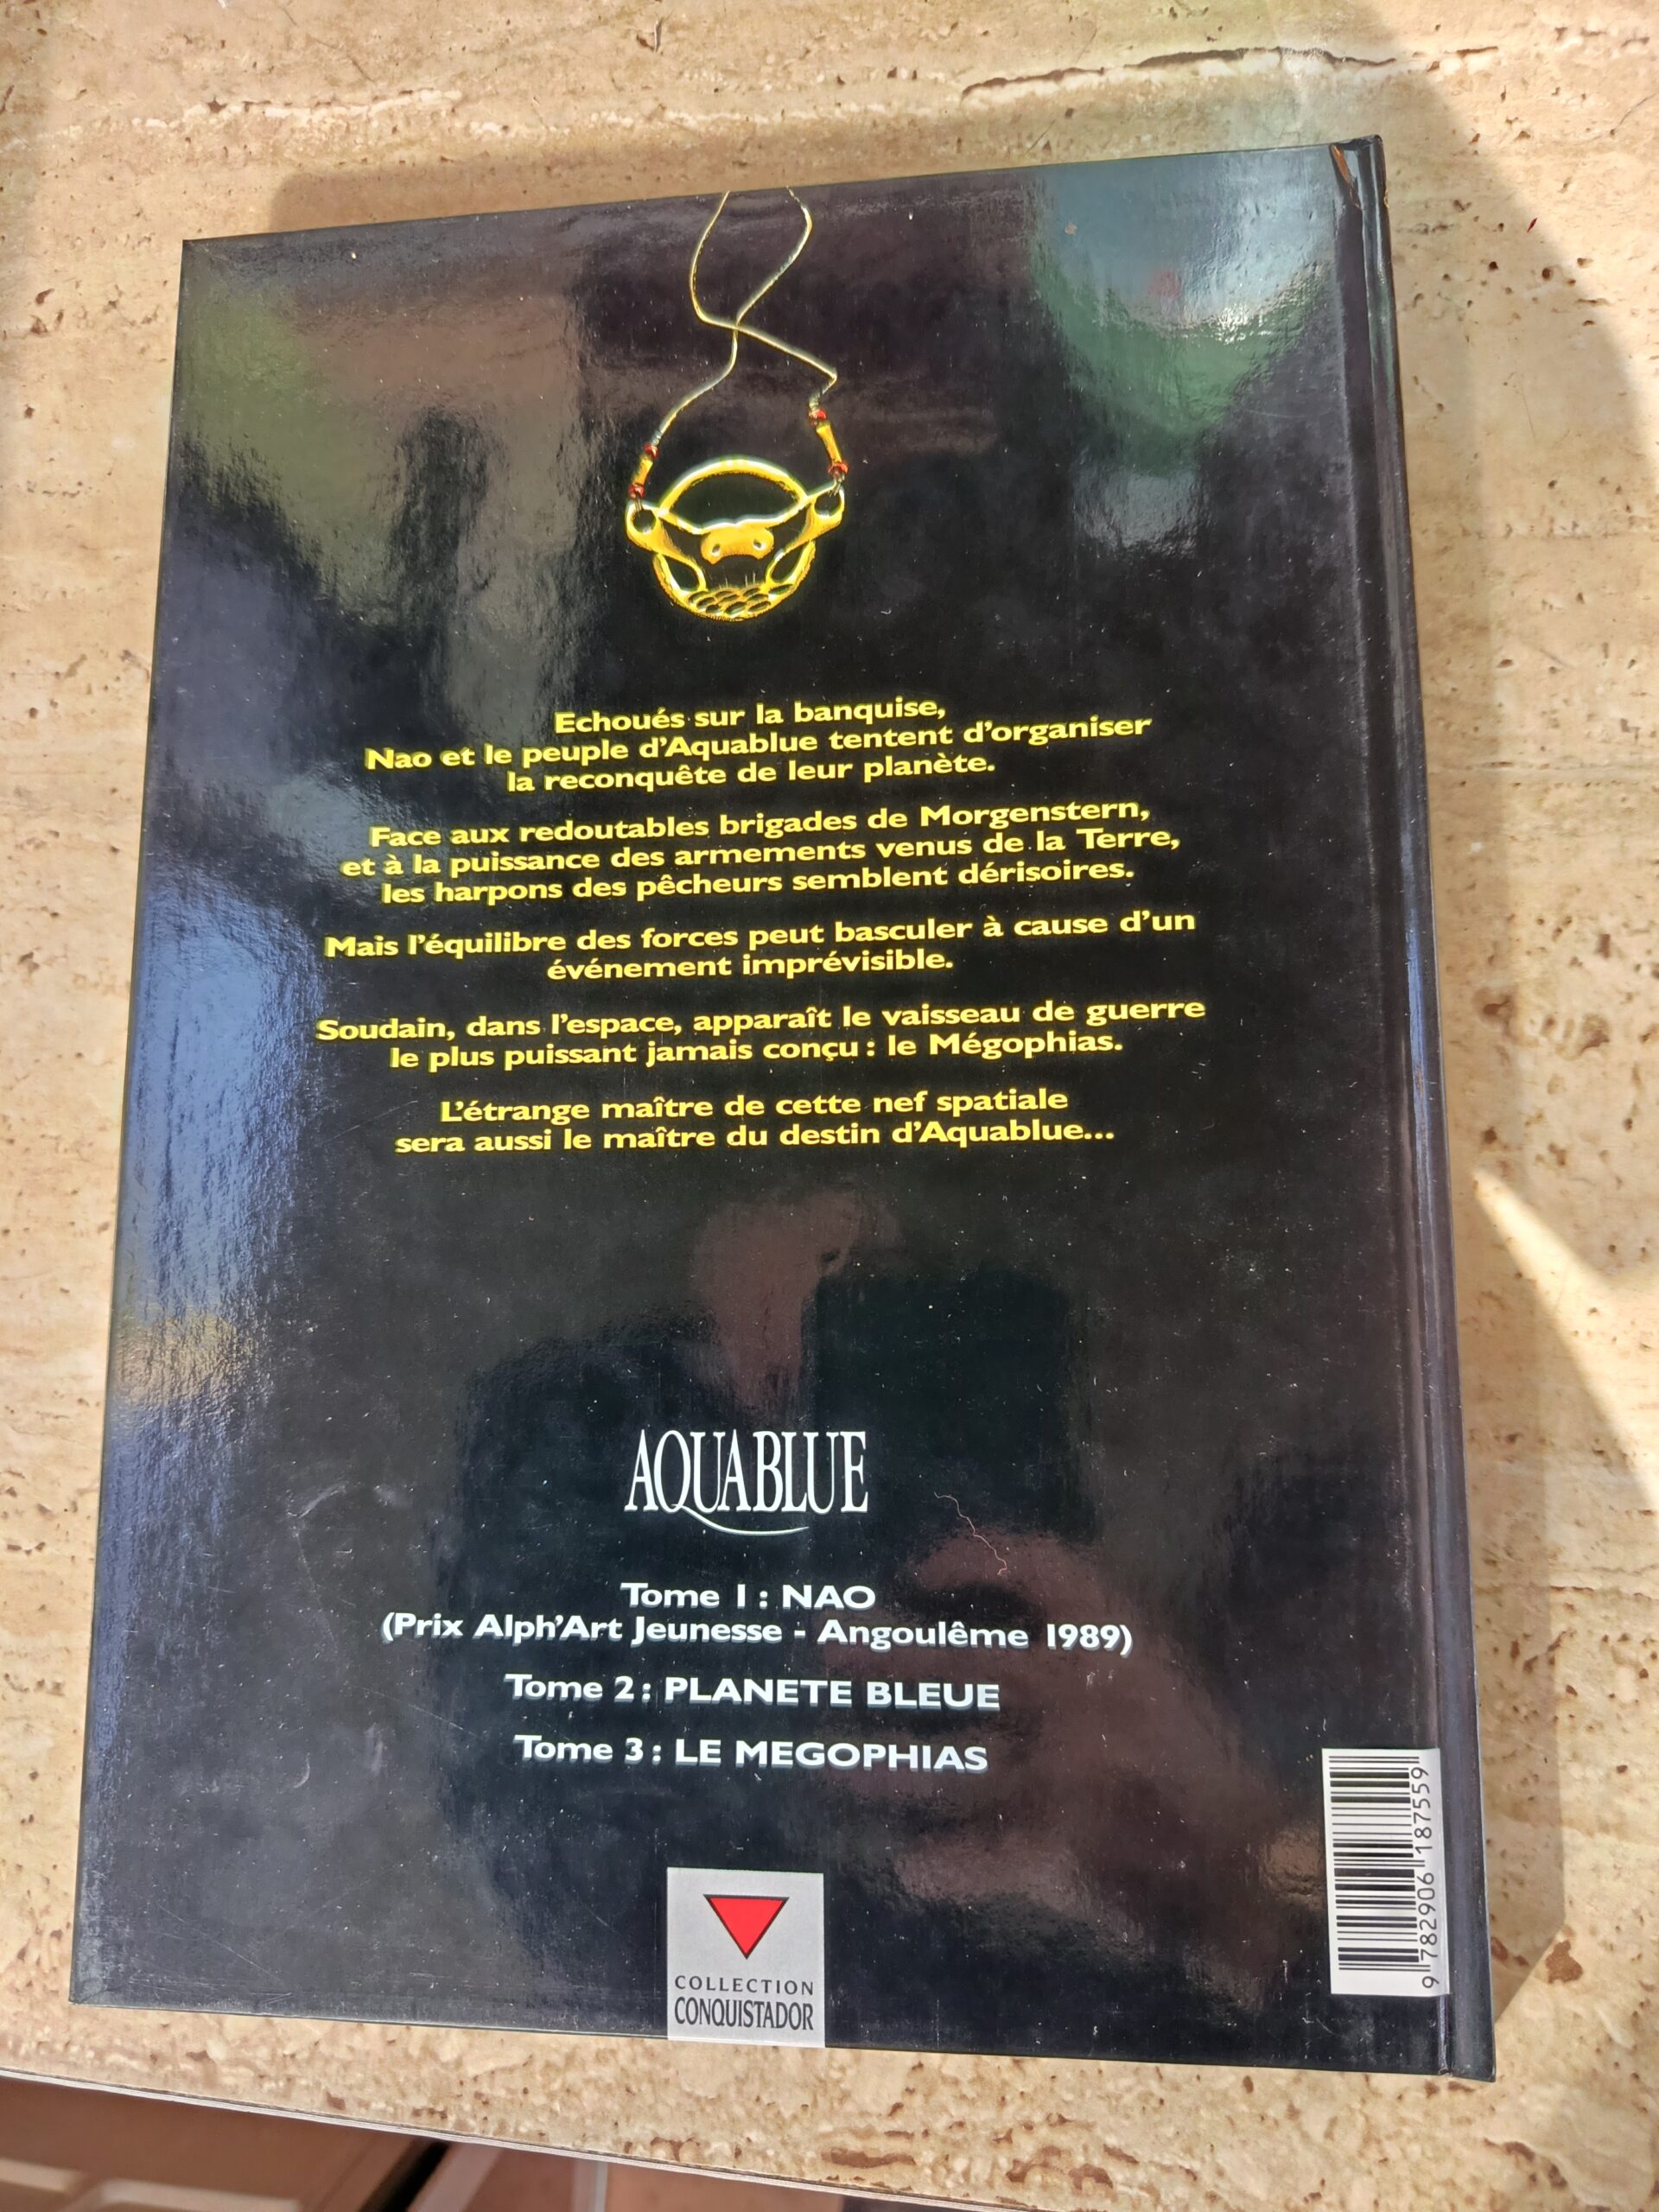 Echoués sur la banquise,
Nao et le peuple d'Aquablue tentent d'organiser
la reconquête de leur planète.
Face aux redoutables brigades de Morgenstern,
et à la puissance des armements venus de la Terre,
les harpons des pêcheurs semblent dérisoires.
Mais l'équilibre des forces peut basculer à cause d'un
événement imprévisible.
Soudain, dans l'espace, apparaît le vaisseau de guerre
le plus puissant jamais conçu : le Mégophias.
L'étrange maître de cette nef spatiale
sera aussi le maître du destin d'Aquablue...
AQUABLUE
Tome 1 : NAO
(Prix Alph'Art Jeunesse - Angoulême 1989)
Tome 2 : PLANETE BLEUE
Tome 3 : LE MEGOPHIAS
COLLECTION
CONQUISTADOR
9 782906 187559